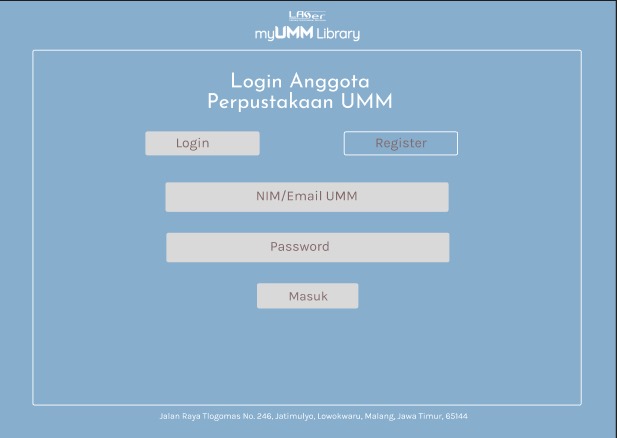 LASer
myUMM Library
Login Anggota
Perpustakaan UMM
Login
Register
NIM/Email UMM
Password
Masuk
Jalan Raya Tlogomas No. 246, Jatimulyo, Lowokwaru, Malang, Jawa Timur, 65144